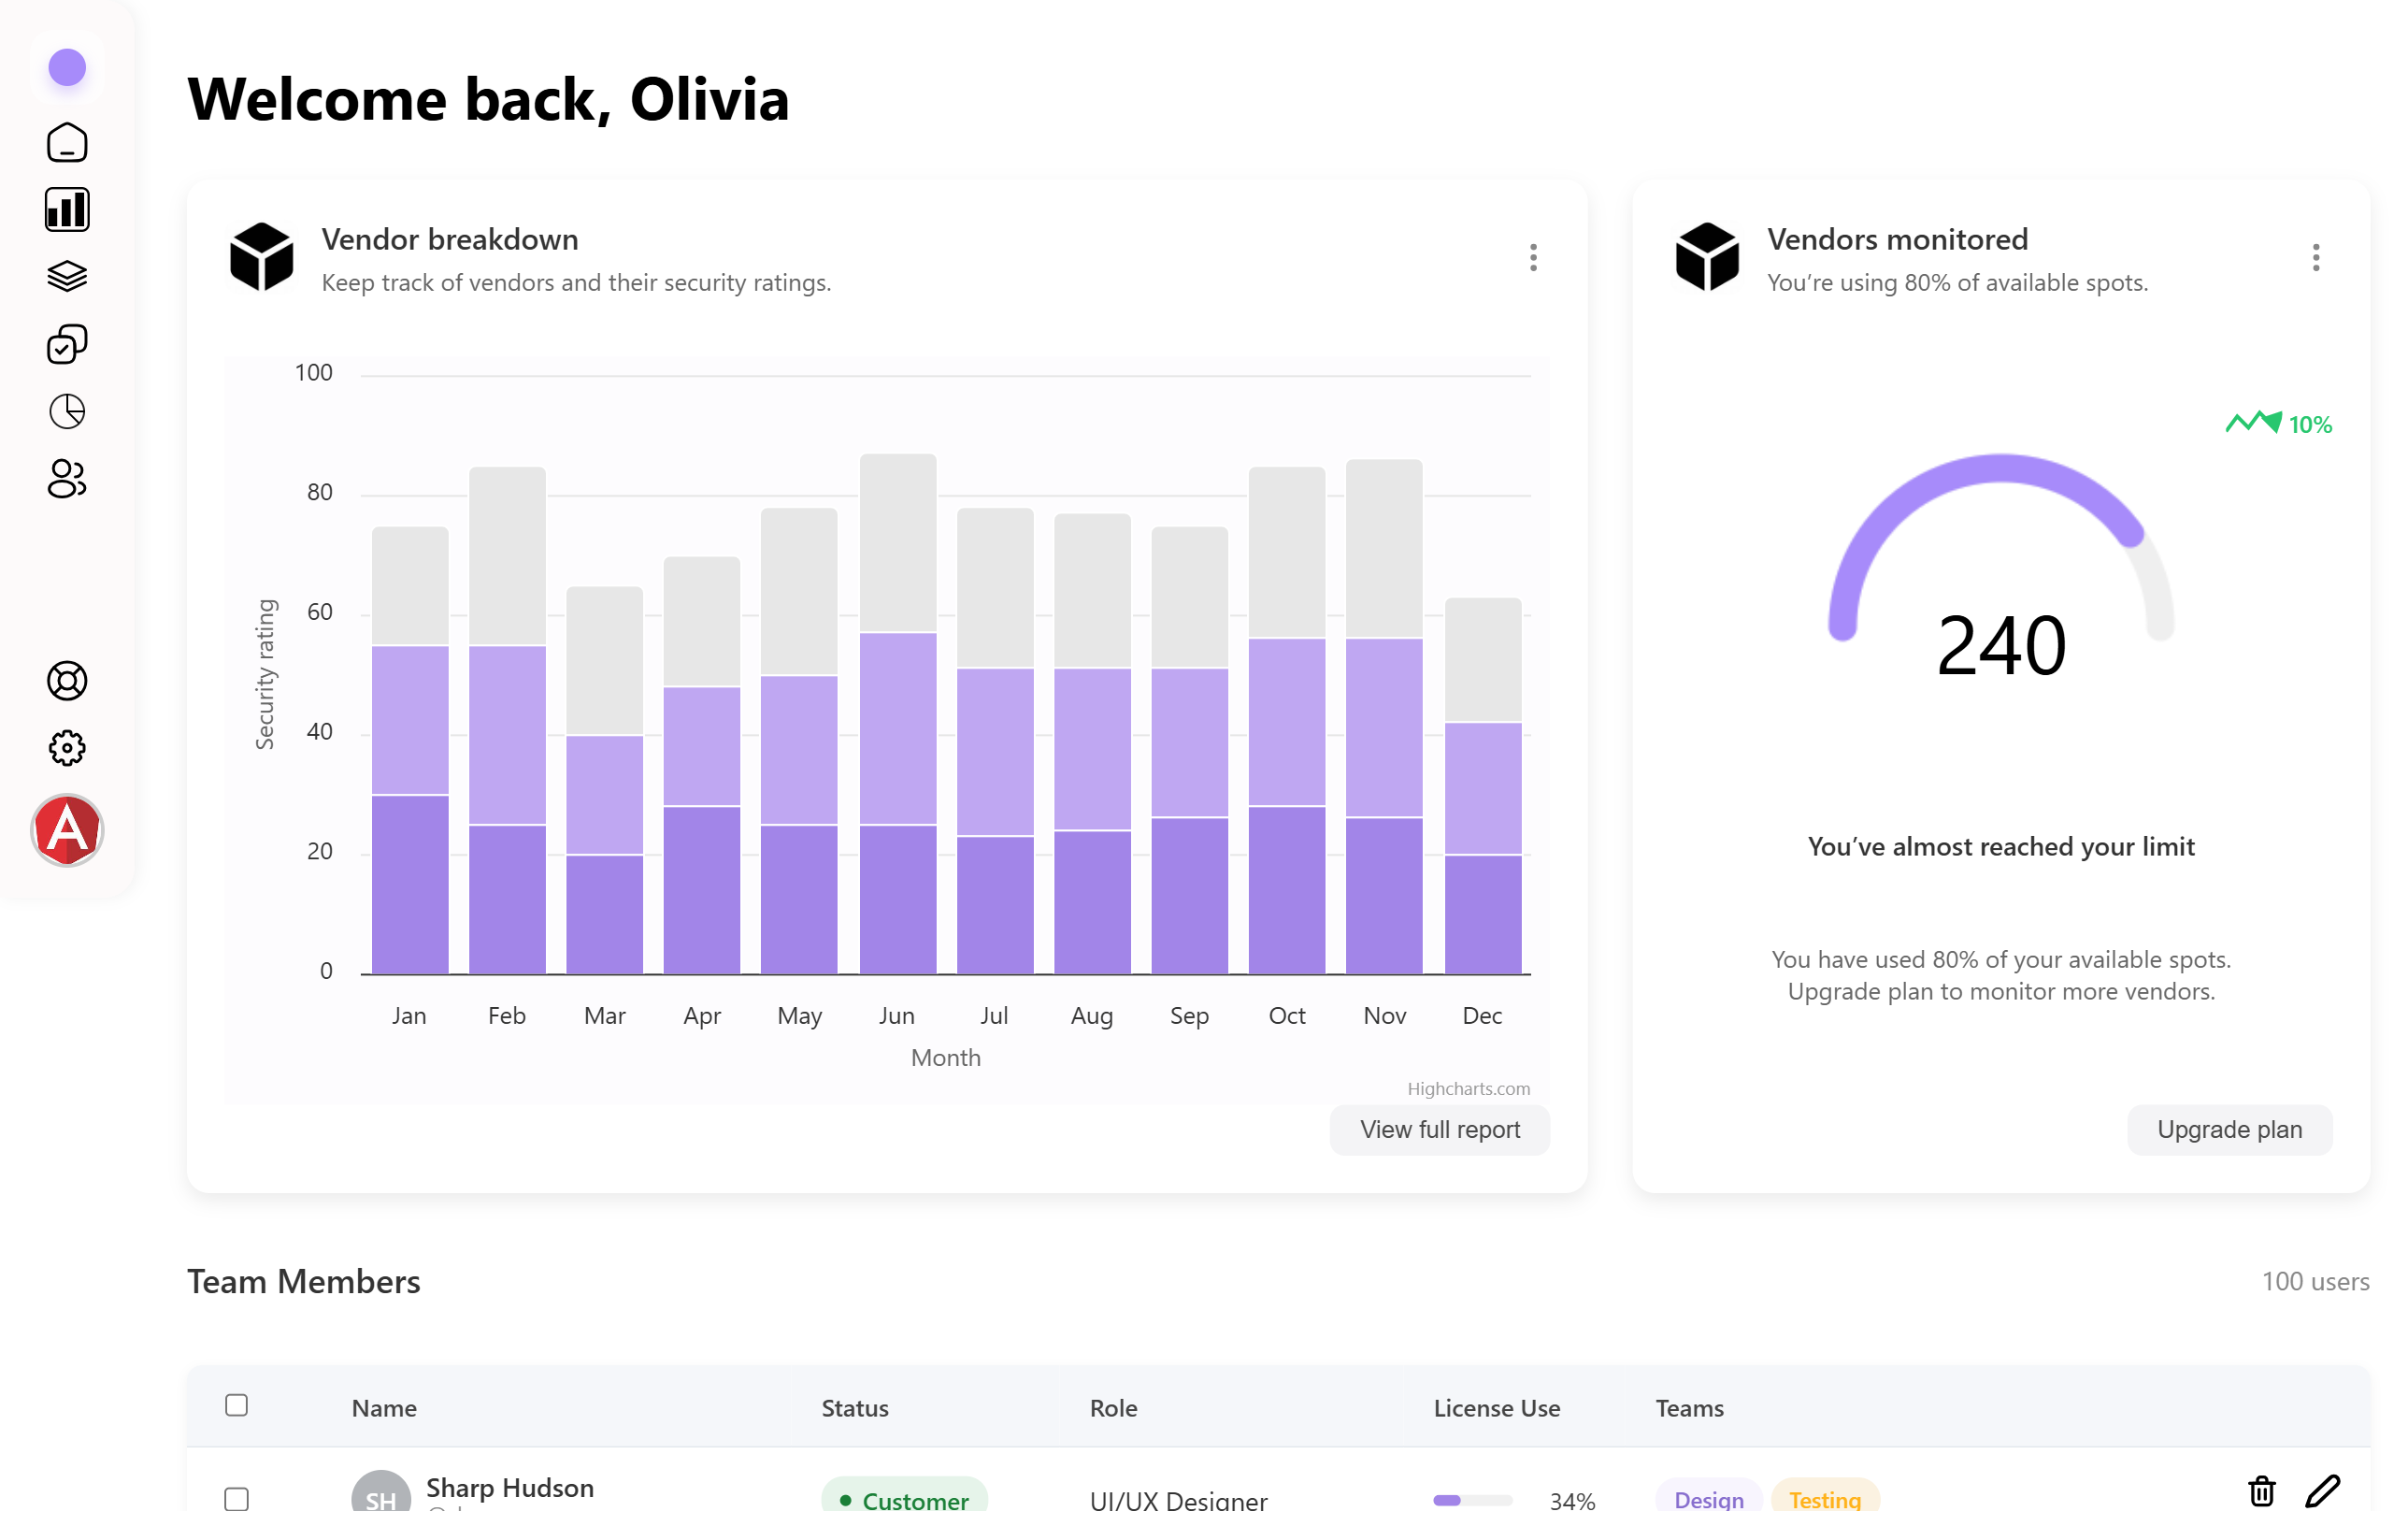 Welcome back, Olivia
Vendor breakdown
Keep track of vendors and their security ratings.
100
80
60
40
20
0
Security rating
Jan Feb Mar Apr May Jun Jul Aug Sep Oct Nov Dec
Month
Highcharts.com
View full report
Vendors monitored
You’re using 80% of available spots.
10%
240
You’ve almost reached your limit
You have used 80% of your available spots.
Upgrade plan to monitor more vendors.
Upgrade plan
Team Members
100 users
Name Status Role License Use Teams
SH Sharp Hudson Customer UI/UX Designer 34% Design Testing